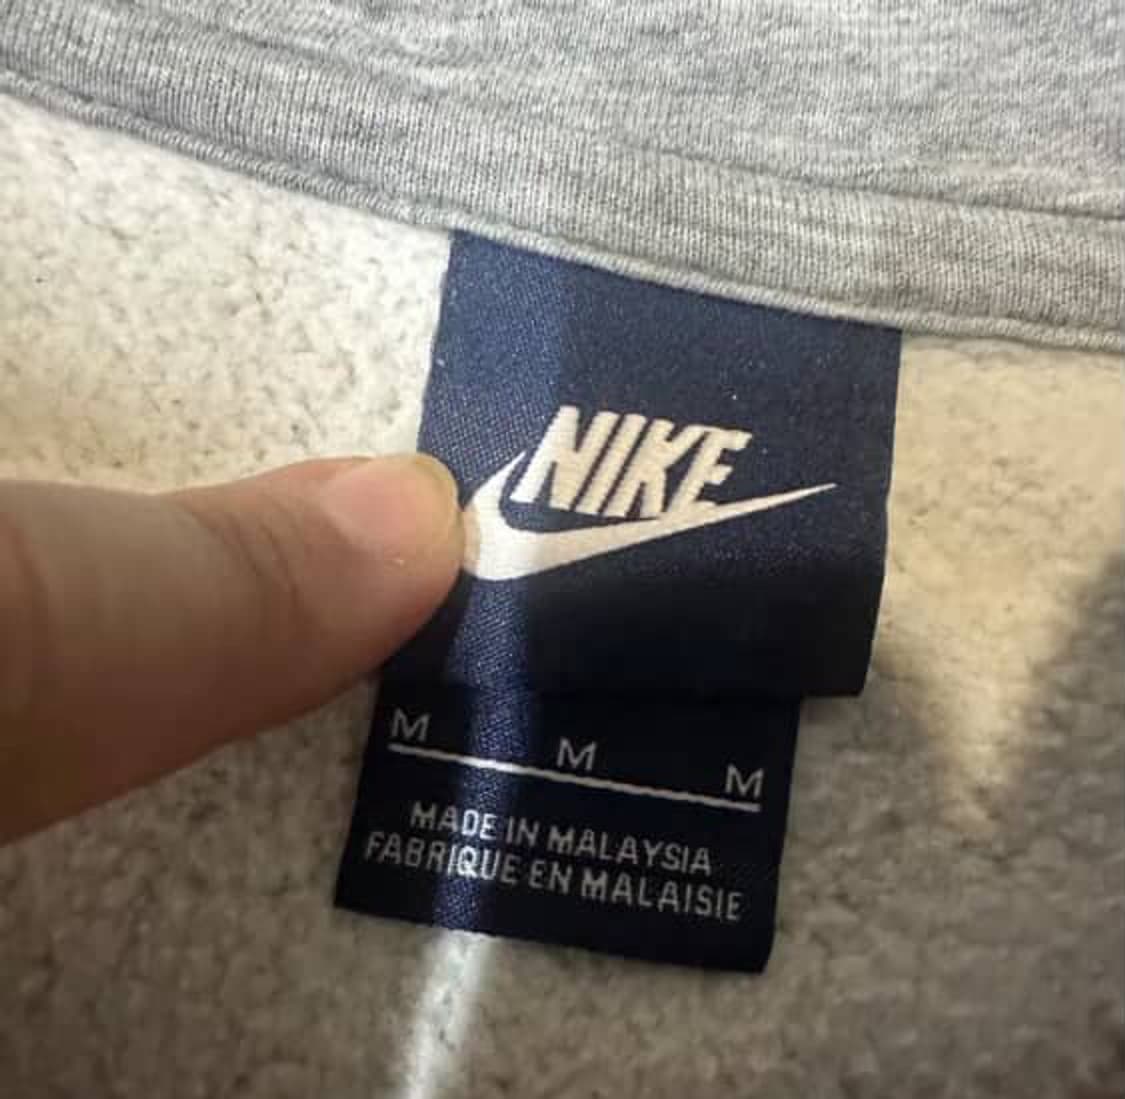 NIKE
M M M
MADE IN MALAYSIA
FABRIQUE EN MALAISIE